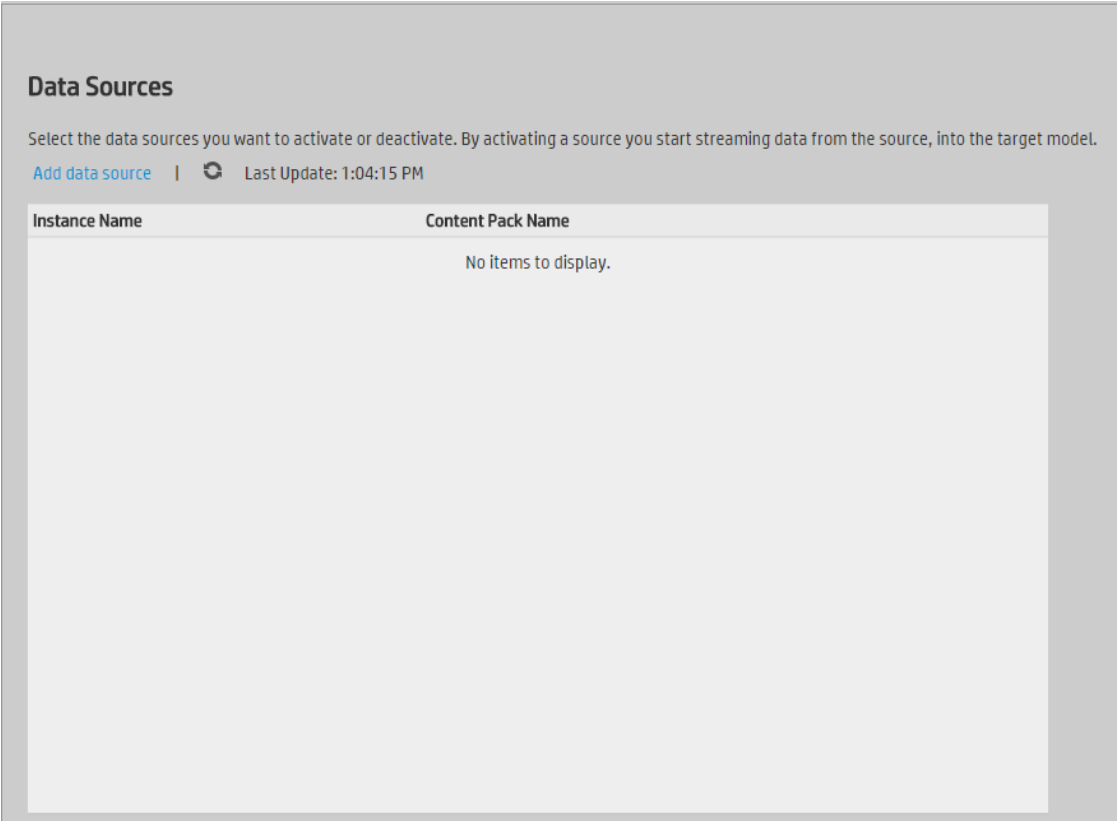 Data Sources
Select the data sources you want to activate or deactivate. By activating a source you start streaming data from the source, into the target model.
Add data source | Last Update: 1:04:15 PM
Instance Name Content Pack Name
No items to display.